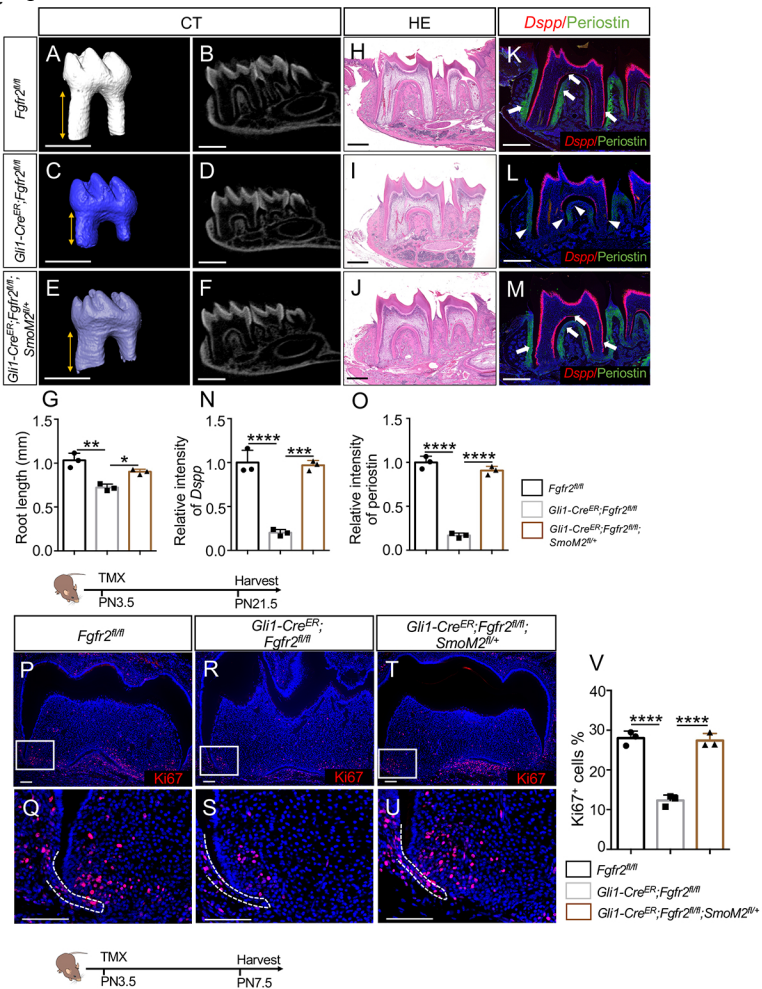 CT
HE
Dspp/Periostin
Fgfr2fl/fl
A
B
H
K
Dspp/Periostin
Gli1-CreER;Fgfr2fl/fl
C
D
I
L
Dspp/Periostin
Gli1-CreER;Fgfr2fl/fl;
SmoM2fl/+
E
F
J
M
Dspp/Periostin
G
N
O
Root length (mm)
1.5
1.0
0.5
0.0
**
*
Relative intensity
of Dspp
1.5
1.0
0.5
0.0
****
***
Relative intensity
of periostin
1.5
1.0
0.5
0.0
****
****
Fgfr2fl/fl
Gli1-CreER;Fgfr2fl/fl
Gli1-CreER;Fgfr2fl/fl;
SmoM2fl/+
TMX
Harvest
PN3.5
PN21.5
Fgfr2fl/fl
Gli1-CreER;
Fgfr2fl/fl
Gli1-CreER;Fgfr2fl/fl;
SmoM2fl/+
P
Ki67
R
Ki67
T
Ki67
Q
S
U
V
Ki67+ cells %
40
30
20
10
0
****
****
Fgfr2fl/fl
Gli1-CreER;Fgfr2fl/fl
Gli1-CreER;Fgfr2fl/fl;SmoM2fl/+
TMX
Harvest
PN3.5
PN7.5